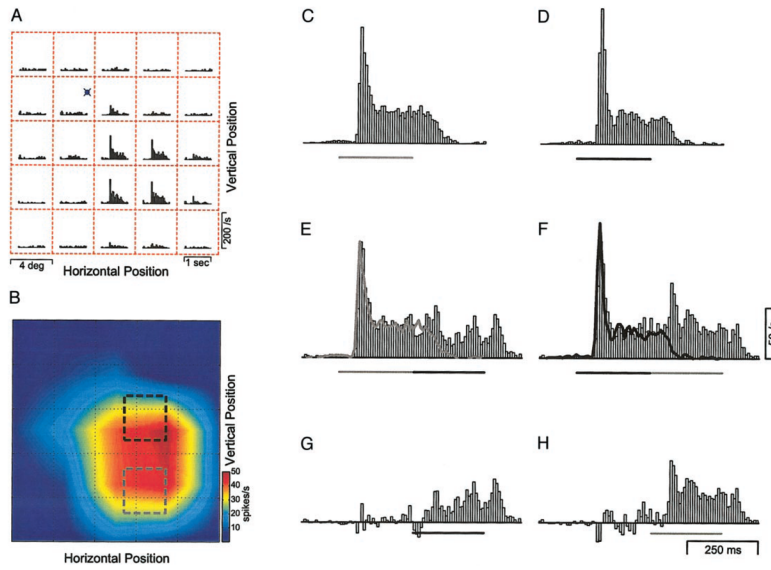 A
Vertical Position
200 /s
4 deg
Horizontal Position
1 sec
B
Vertical Position
50
40
30
20
10
spikes/s
Horizontal Position
C
D
E
F
G
H
250 ms